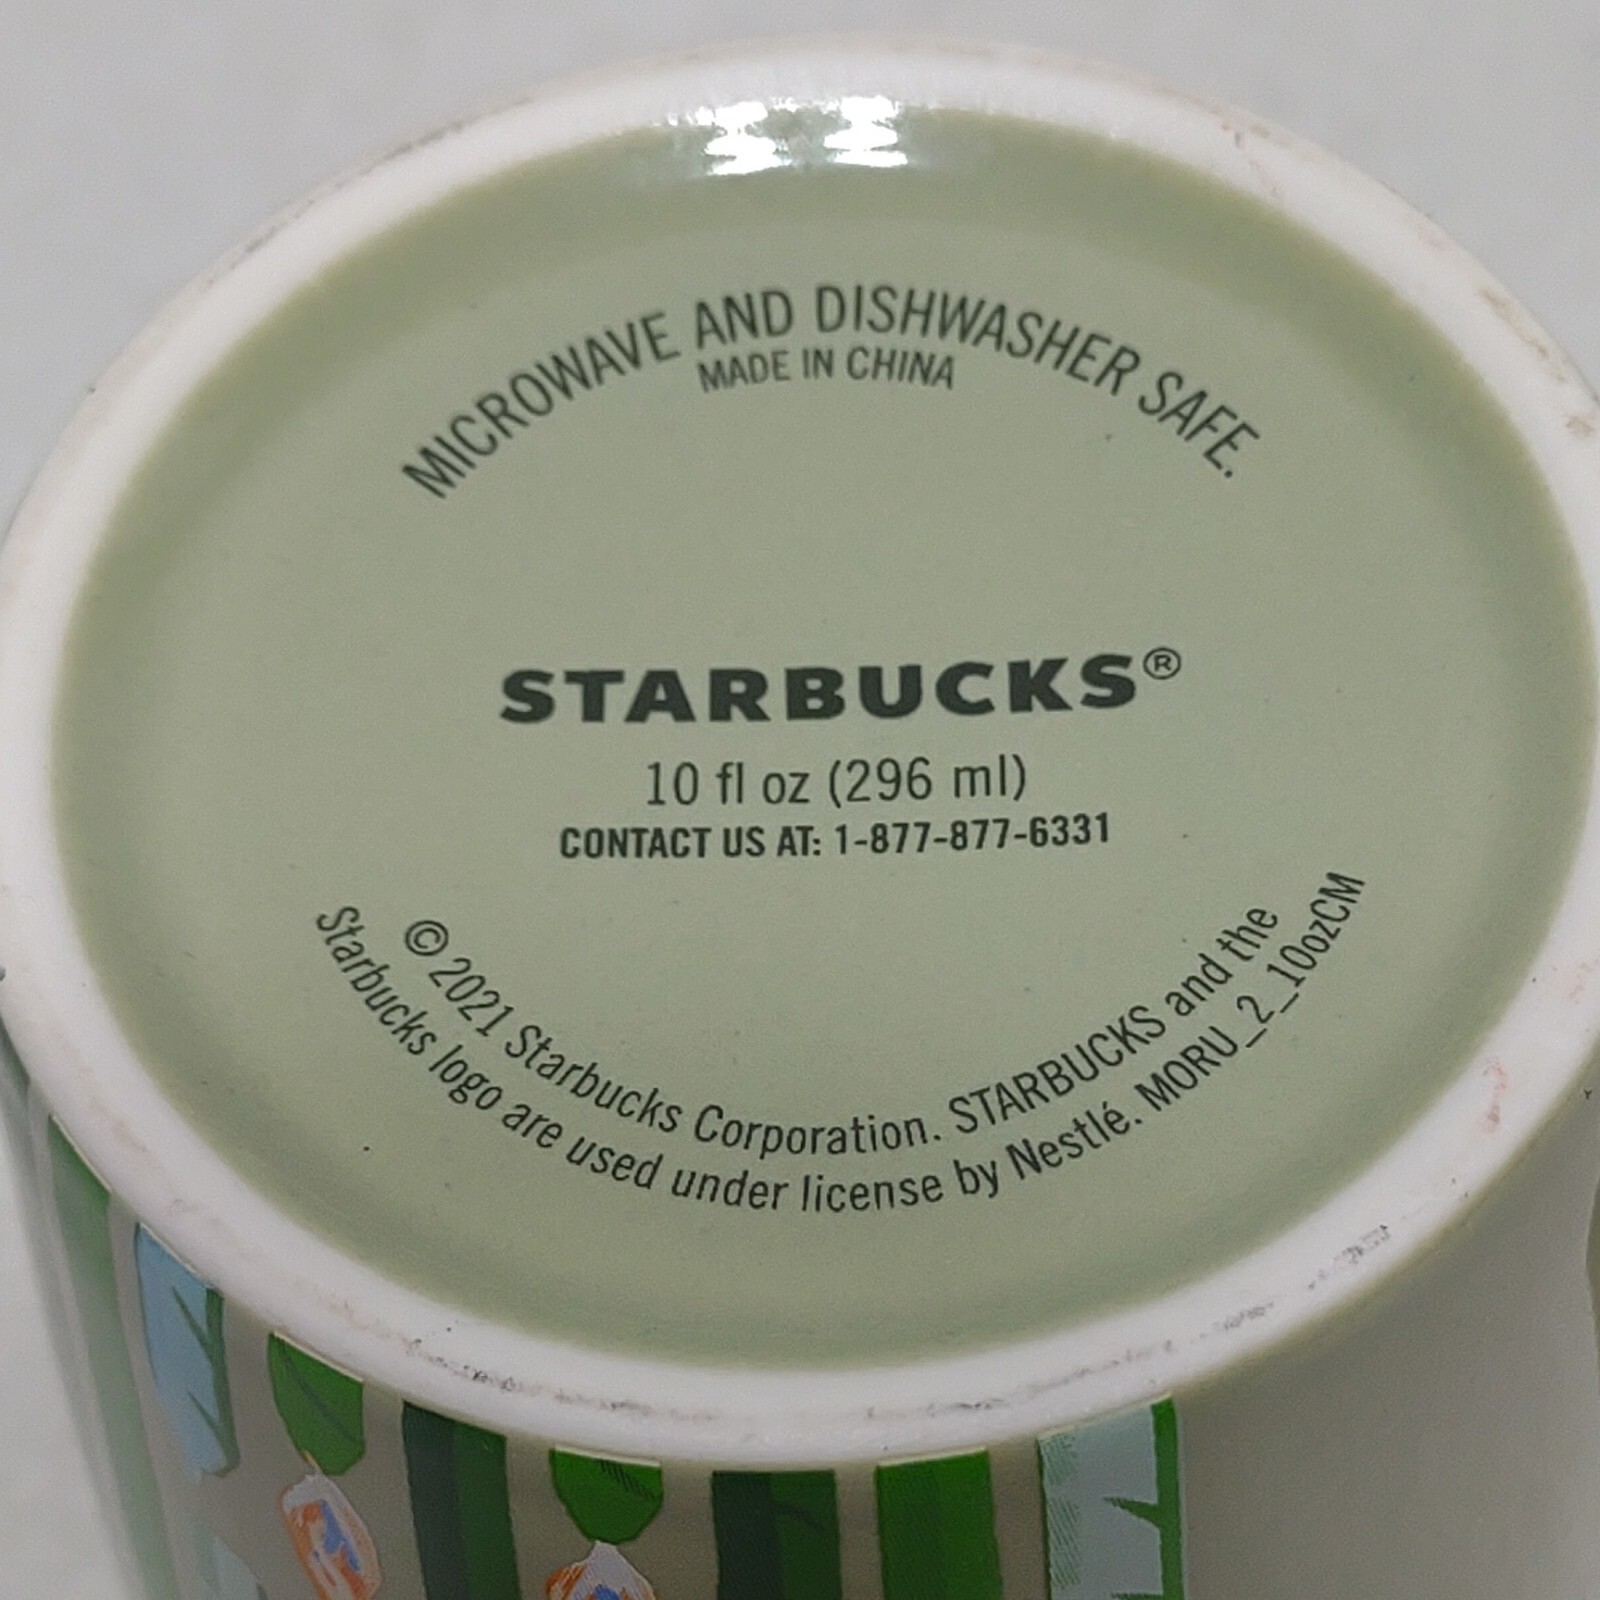 MICROWAVE AND DISHWASHER SAFE.
MADE IN CHINA
STARBUCKS®
10 fl oz (296 ml)
CONTACT US AT: 1-877-877-6331
© 2021 Starbucks Corporation. STARBUCKS and the
Starbucks logo are used under license by Nestlé. MORU_2_10ozCM